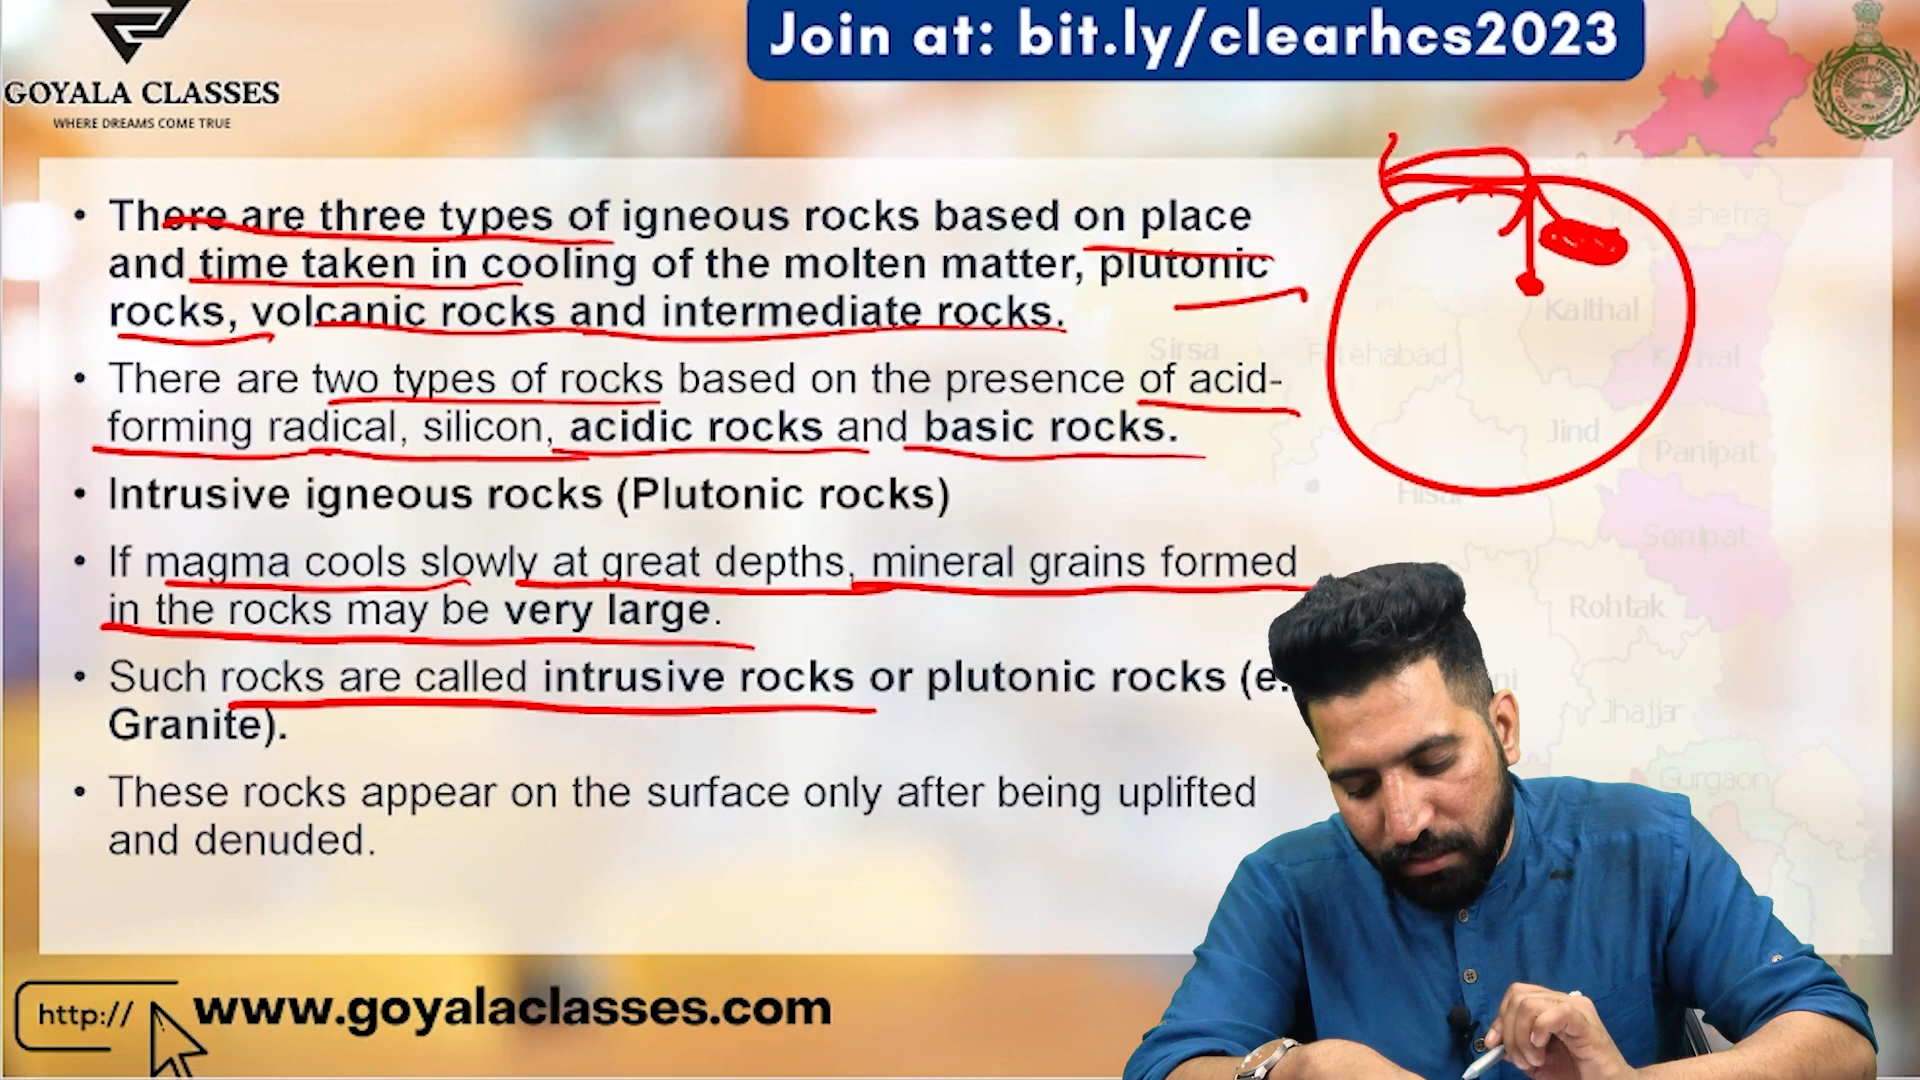 Join at: bit.ly/clearhcs2023
GOYALA CLASSES
WHERE DREAMS COME TRUE
• There are three types of igneous rocks based on place
and time taken in cooling of the molten matter, plutonic
rocks, volcanic rocks and intermediate rocks.
• There are two types of rocks based on the presence of acid-
forming radical, silicon, acidic rocks and basic rocks.
• Intrusive igneous rocks (Plutonic rocks)
• If magma cools slowly at great depths, mineral grains formed
in the rocks may be very large.
• Such rocks are called intrusive rocks or plutonic rocks (e.
Granite).
• These rocks appear on the surface only after being uplifted
and denuded.
shetra
Kaithal
Sirsa
Jind
Panipat
Sonipat
Rohtak
Jhajjar
Gurgaon
http://
www.goyalaclasses.com